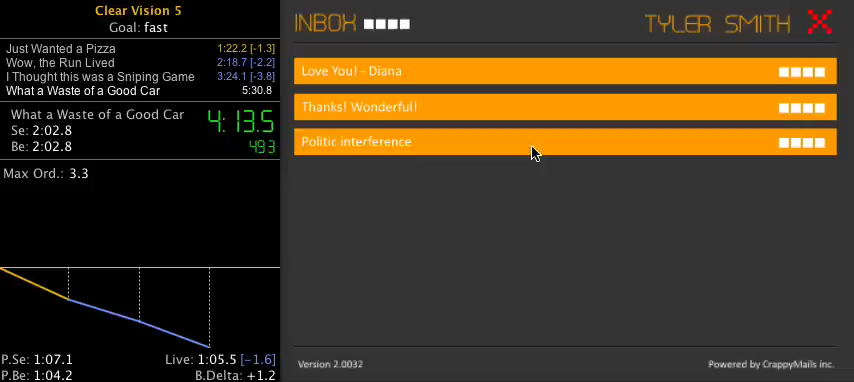 Clear Vision 5
Goal: fast
Just Wanted a Pizza 1:22.2 [-1.3]
Wow, the Run Lived 2:18.7 [-2.2]
I Thought this was a Sniping Game 3:24.1 [-3.8]
What a Waste of a Good Car 5:30.8
What a Waste of a Good Car
4:13.5
Se: 2:02.8
Be: 2:02.8
49.3
Max Ord.: 3.3
P.Se: 1:07.1 Live: 1:05.5 [-1.6]
P.Be: 1:04.2 B.Delta: +1.2
INBOX
TYLER SMITH
Love You! - Diana
Thanks! Wonderful!
Politic interference
Version 2.0032
Powered by CrappyMails inc.